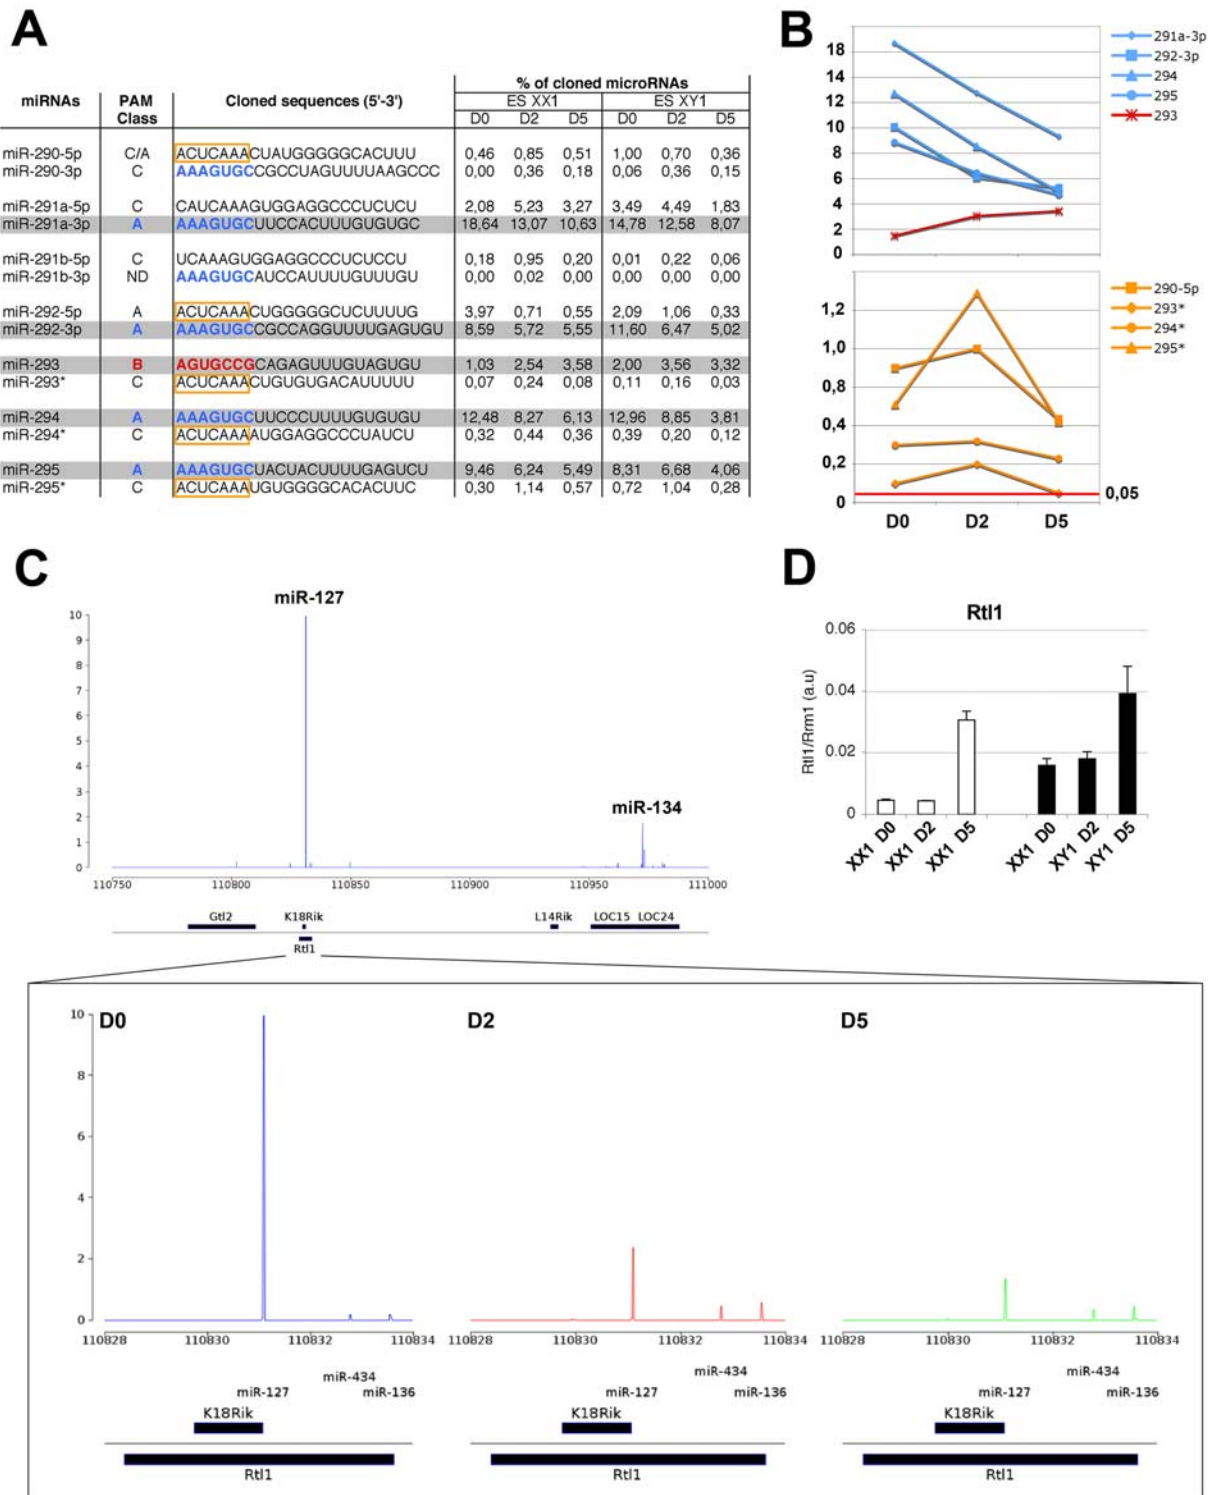 A
% of cloned microRNAs
miRNAs PAM Class Cloned sequences (5'-3') ES XX1 ES XY1
D0 D2 D5 D0 D2 D5
miR-290-5p C/A ACUCAAACUAUGGGGGCACUUU 0,46 0,85 0,51 1,00 0,70 0,36
miR-290-3p C AAAGUGCCGCCUAGUUUUAAGCCC 0,00 0,36 0,18 0,06 0,36 0,15
miR-291a-5p C CAUCAAAGUGGAGGCCCUCUCU 2,08 5,23 3,27 3,49 4,49 1,83
miR-291a-3p A AAAGUGCUUCCACUUUGUGUGC 18,64 13,07 10,63 14,78 12,58 8,07
miR-291b-5p C UCAAAGUGGAGGCCCUCUCCU 0,18 0,95 0,20 0,01 0,22 0,06
miR-291b-3p ND AAAGUGCAUCCAUUUUGUUUGU 0,00 0,02 0,00 0,00 0,00 0,00
miR-292-5p A ACUCAAACUGGGGGCUCUUUUG 3,97 0,71 0,55 2,09 1,06 0,33
miR-292-3p A AAAGUGCCGCCAGGUUUUGAGUGU 8,59 5,72 5,55 11,60 6,47 5,02
miR-293 B AGUGCCGCAGAGUUUGUAGUGU 1,03 2,54 3,58 2,00 3,56 3,32
miR-293* C ACUCAAACUGUGUGACAUUUUU 0,07 0,24 0,08 0,11 0,16 0,03
miR-294 A AAAGUGCUUCCCUUUUGUGUGU 12,48 8,27 6,13 12,96 8,85 3,81
miR-294* C ACUCAAAAUGGAGGCCCUAUCU 0,32 0,44 0,36 0,39 0,20 0,12
miR-295 A AAAGUGCUACUACUUUUGAGUCU 9,46 6,24 5,49 8,31 6,68 4,06
miR-295* C ACUCAAAUGUGGGGCACACUUC 0,30 1,14 0,57 0,72 1,04 0,28
B
18
14
12
10
8
6
4
2
0
291a-3p
292-3p
294
295
293
1,2
1,0
0,8
0,4
0,2
0
290-5p
293*
294*
295*
0,05
D0 D2 D5
C
miR-127
miR-134
10
9
8
7
6
5
4
3
2
1
0
110750 110800 110850 110900 110950 111000
Gtl2 K18Rik L14Rik LOC15 LOC24
Rtl1
D
Rtl1
Rtl1/Rrm1 (a.u)
0.06
0.04
0.02
0
XX1 D0 XX1 D2 XX1 D5 XX1 D0 XY1 D2 XY1 D5
D0 D2 D5
10
8
6
4
2
0
110828 110830 110832 110834 110828 110830 110832 110834 110828 110830 110832 110834
miR-434 miR-434 miR-434
miR-127 miR-136 miR-127 miR-136 miR-127 miR-136
K18Rik K18Rik K18Rik
Rtl1 Rtl1 Rtl1